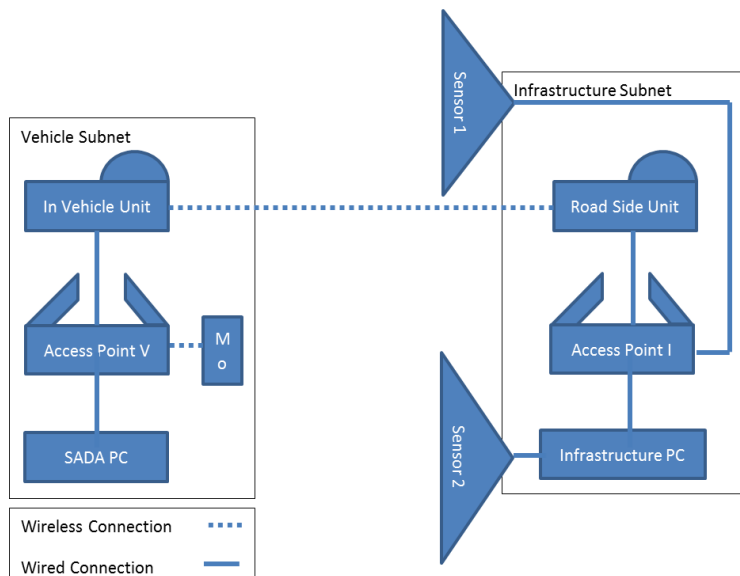 Vehicle Subnet
In Vehicle Unit
Access Point V
M
o
SADA PC
Wireless Connection
Wired Connection
Sensor 1
Infrastructure Subnet
Road Side Unit
Access Point I
Sensor 2
Infrastructure PC